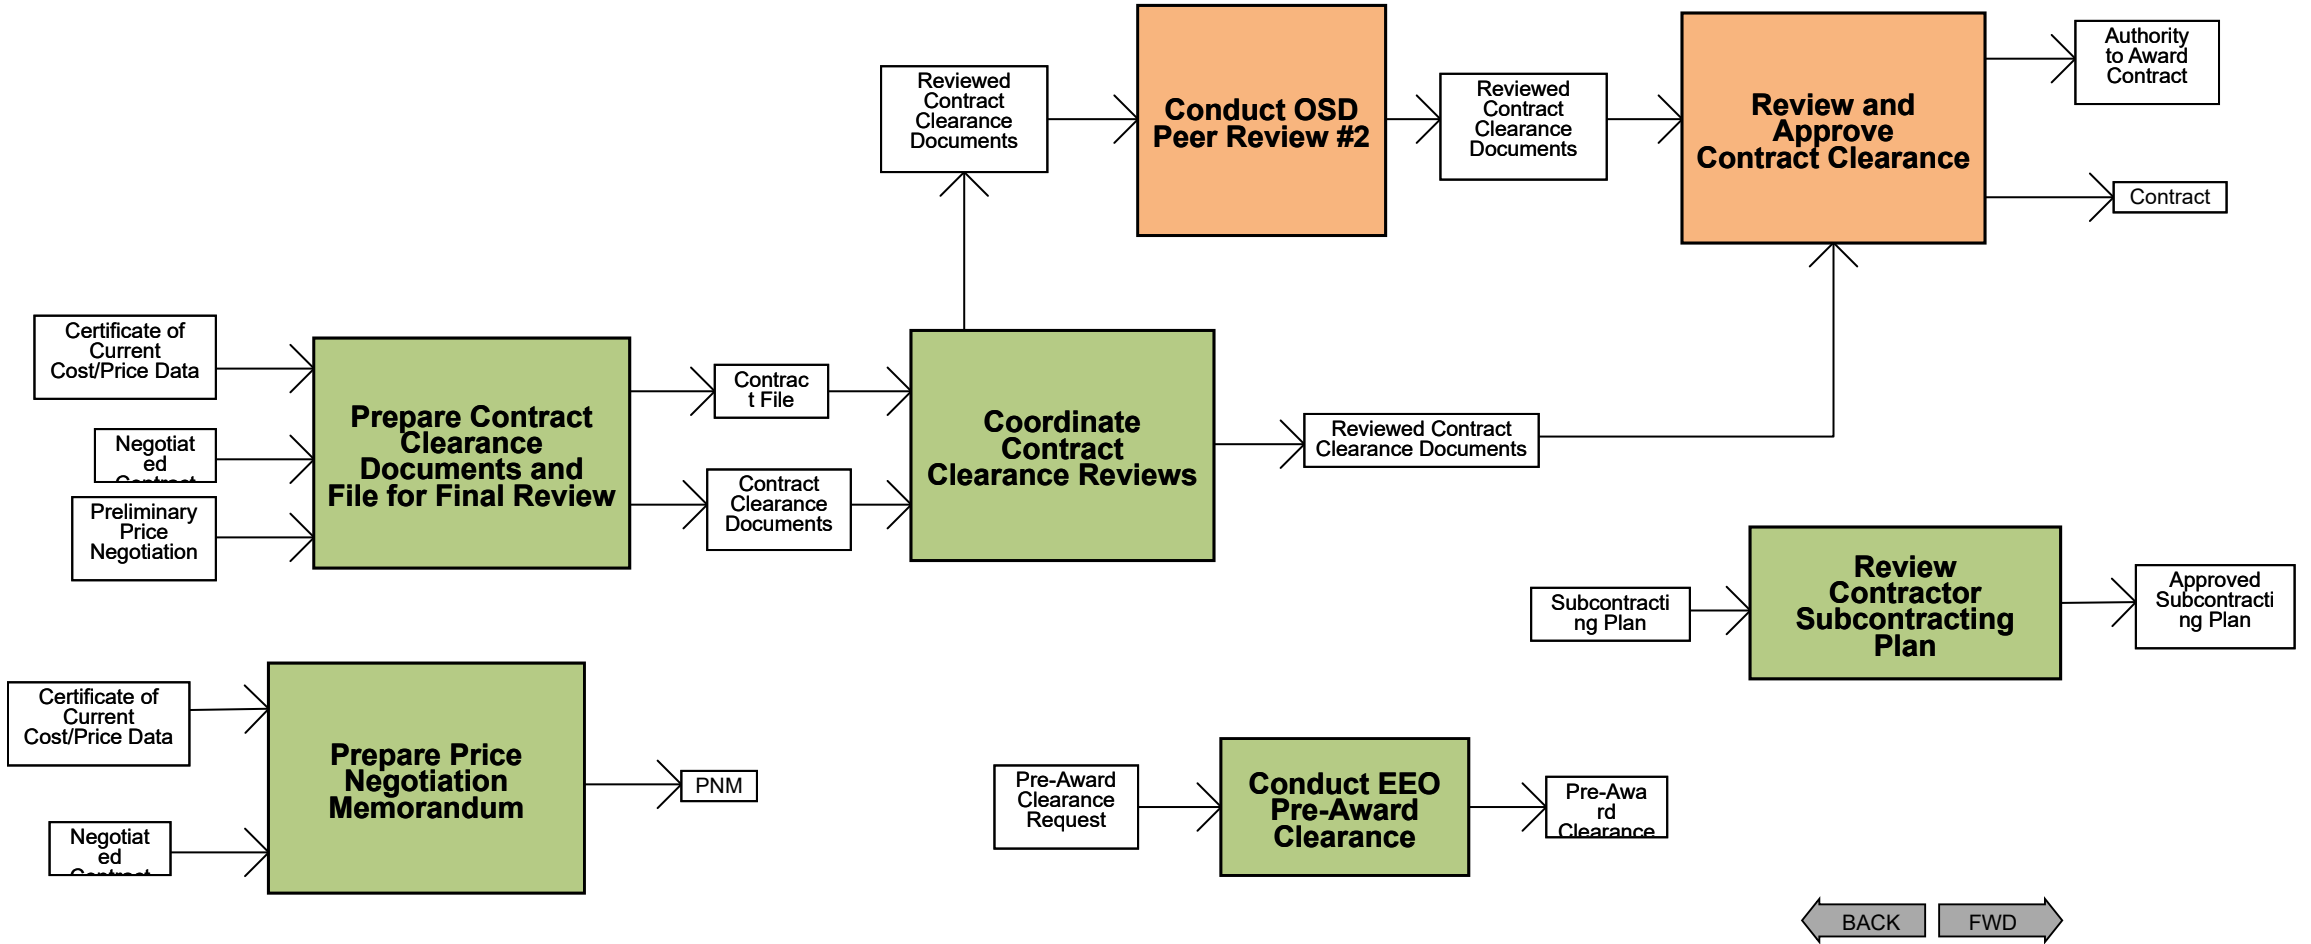 Reviewed
Contract
Clearance
Documents
Conduct OSD
Peer Review #2
Reviewed
Contract
Clearance
Documents
Review and
Approve
Contract Clearance
Authority
to Award
Contract
Contract
Certificate of
Current
Cost/Price Data
Negotiat
ed
Contract
Preliminary
Price
Negotiation
Prepare Contract
Clearance
Documents and
File for Final Review
Contrac
t File
Contract
Clearance
Documents
Coordinate
Contract
Clearance Reviews
Reviewed Contract
Clearance Documents
Subcontracti
ng Plan
Review
Contractor
Subcontracting
Plan
Approved
Subcontracti
ng Plan
Certificate of
Current
Cost/Price Data
Negotiat
ed
Contract
Prepare Price
Negotiation
Memorandum
PNM
Pre-Award
Clearance
Request
Conduct EEO
Pre-Award
Clearance
Pre-Awa
rd
Clearance
BACK
FWD